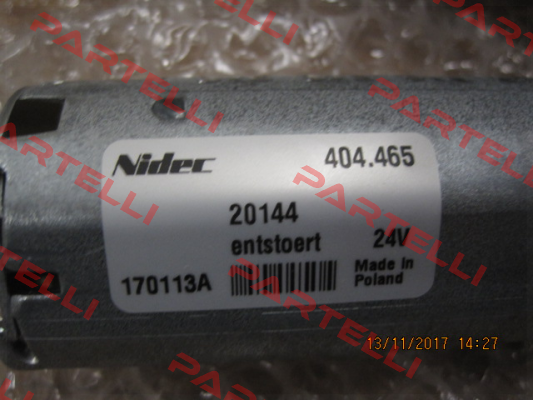 Nidec 404.465
20144
entstoert 24V
170113A Made in
Poland
13/11/2017 14:27
PARTELLI
PARTELLI
PARTELLI
PARTELLI
PARTELLI
PARTELLI